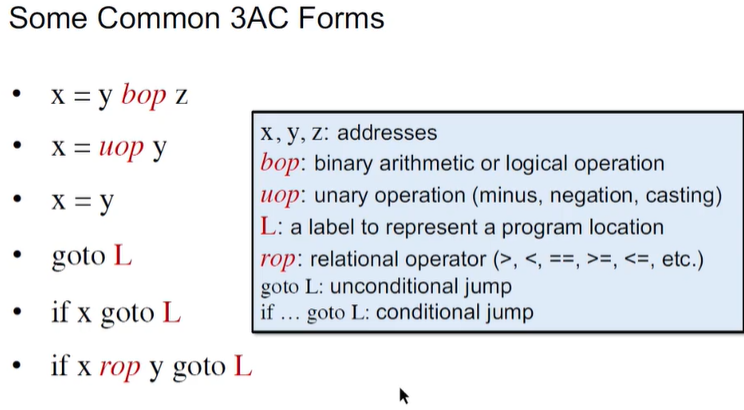 Some Common 3AC Forms
• x = y bop z
• x = uop y
• x = y
• goto L
• if x goto L
• if x rop y goto L
x, y, z: addresses
bop: binary arithmetic or logical operation
uop: unary operation (minus, negation, casting)
L: a label to represent a program location
rop: relational operator (>, <, ==, >=, <=, etc.)
goto L: unconditional jump
if … goto L: conditional jump